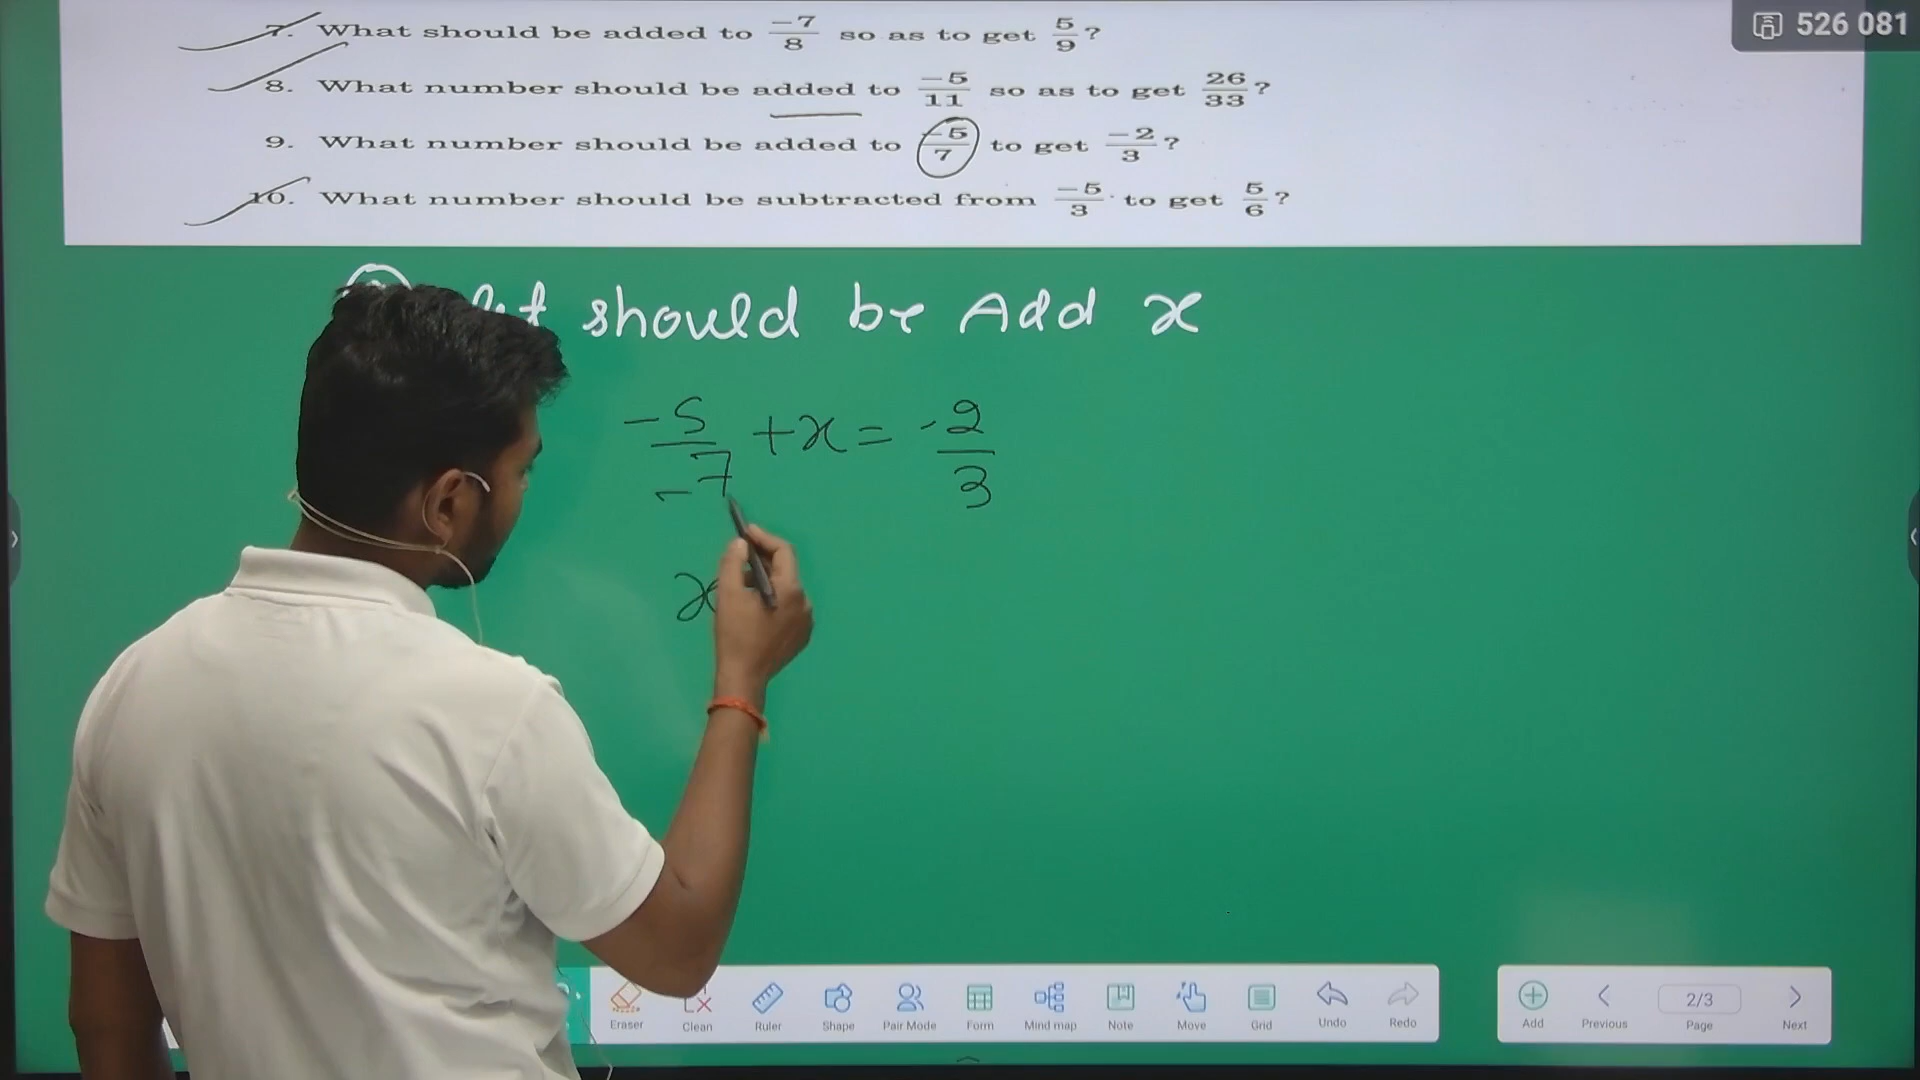 526 081
7. What should be added to -7/8 so as to get 5/9?
8. What number should be added to -5/11 so as to get 26/33?
9. What number should be added to -5/7 to get -2/3?
10. What number should be subtracted from -5/3 to get 5/6?
should be Add x
-5/-7 + x = -2/3
x
Eraser Clean Ruler Shape Pair Mode Form Mind map Note Move Grid Undo Redo
Add Previous 2/3 Page Next